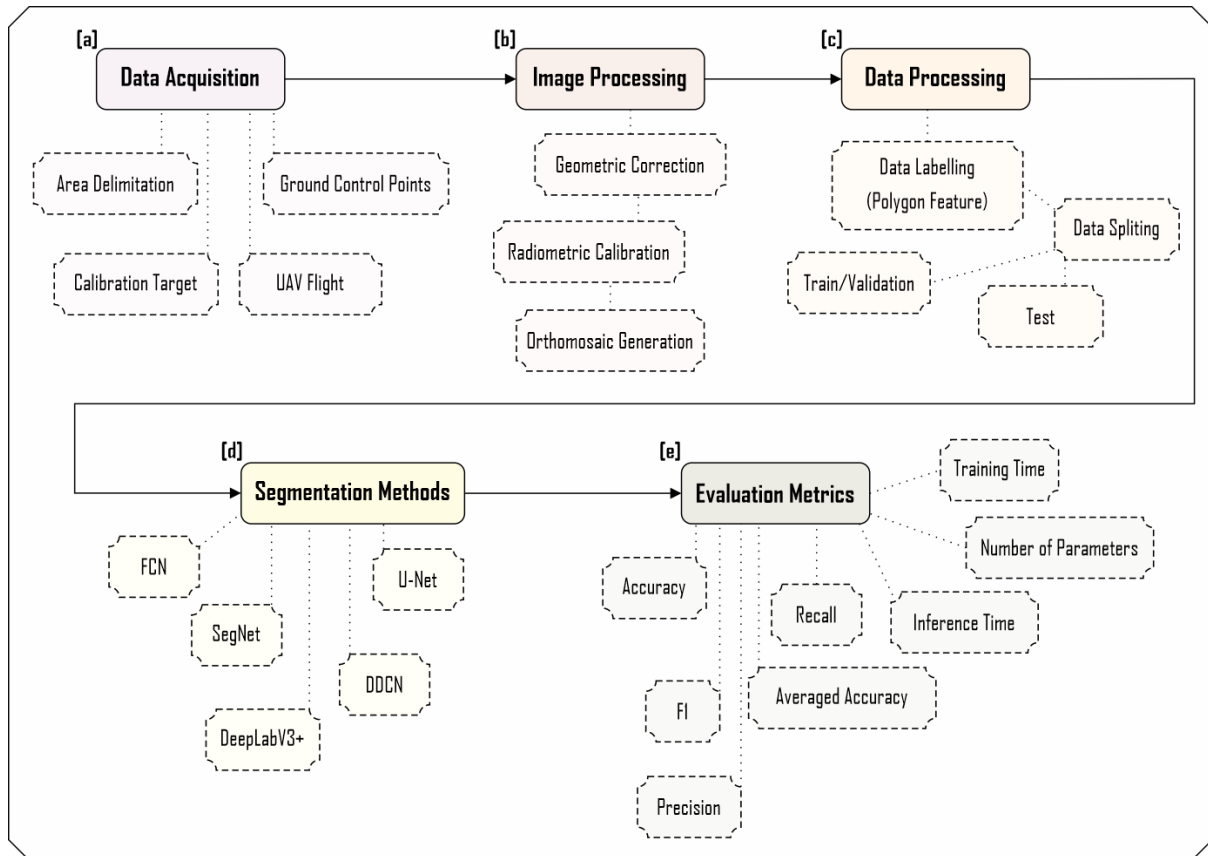 [a]
Data Acquisition
[b]
Image Processing
[c]
Data Processing
Area Delimitation
Ground Control Points
Calibration Target
UAV Flight
Geometric Correction
Radiometric Calibration
Orthomosaic Generation
Data Labelling
(Polygon Feature)
Data Spliting
Train/Validation
Test
[d]
Segmentation Methods
[e]
Evaluation Metrics
FCN
SegNet
DeepLabV3+
DDCN
U-Net
Accuracy
F1
Precision
Averaged Accuracy
Recall
Inference Time
Number of Parameters
Training Time